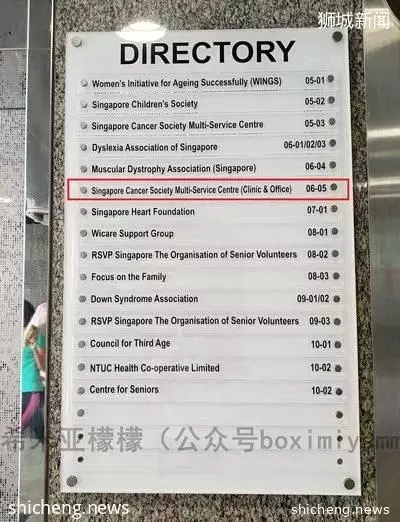 狮城新闻
DIRECTORY
Women's Initiative for Ageing Successfully (WINGS) 05-01
Singapore Children's Society 05-02
Singapore Cancer Society Multi-Service Centre 05-03
Dyslexia Association of Singapore 06-01/02/03
Muscular Dystrophy Association (Singapore) 06-04
Singapore Cancer Society Multi-Service Centre (Clinic & Office) 06-05
Singapore Heart Foundation 07-01
Wicare Support Group 08-01
RSVP Singapore The Organisation of Senior Volunteers 08-02
Focus on the Family 08-03
Down Syndrome Association 09-01/02
RSVP Singapore The Organisation of Senior Volunteers 09-03
Council for Third Age 10-01
NTUC Health Co-operative Limited 10-02
Centre for Seniors 10-02
shicheng.news shicheng.news